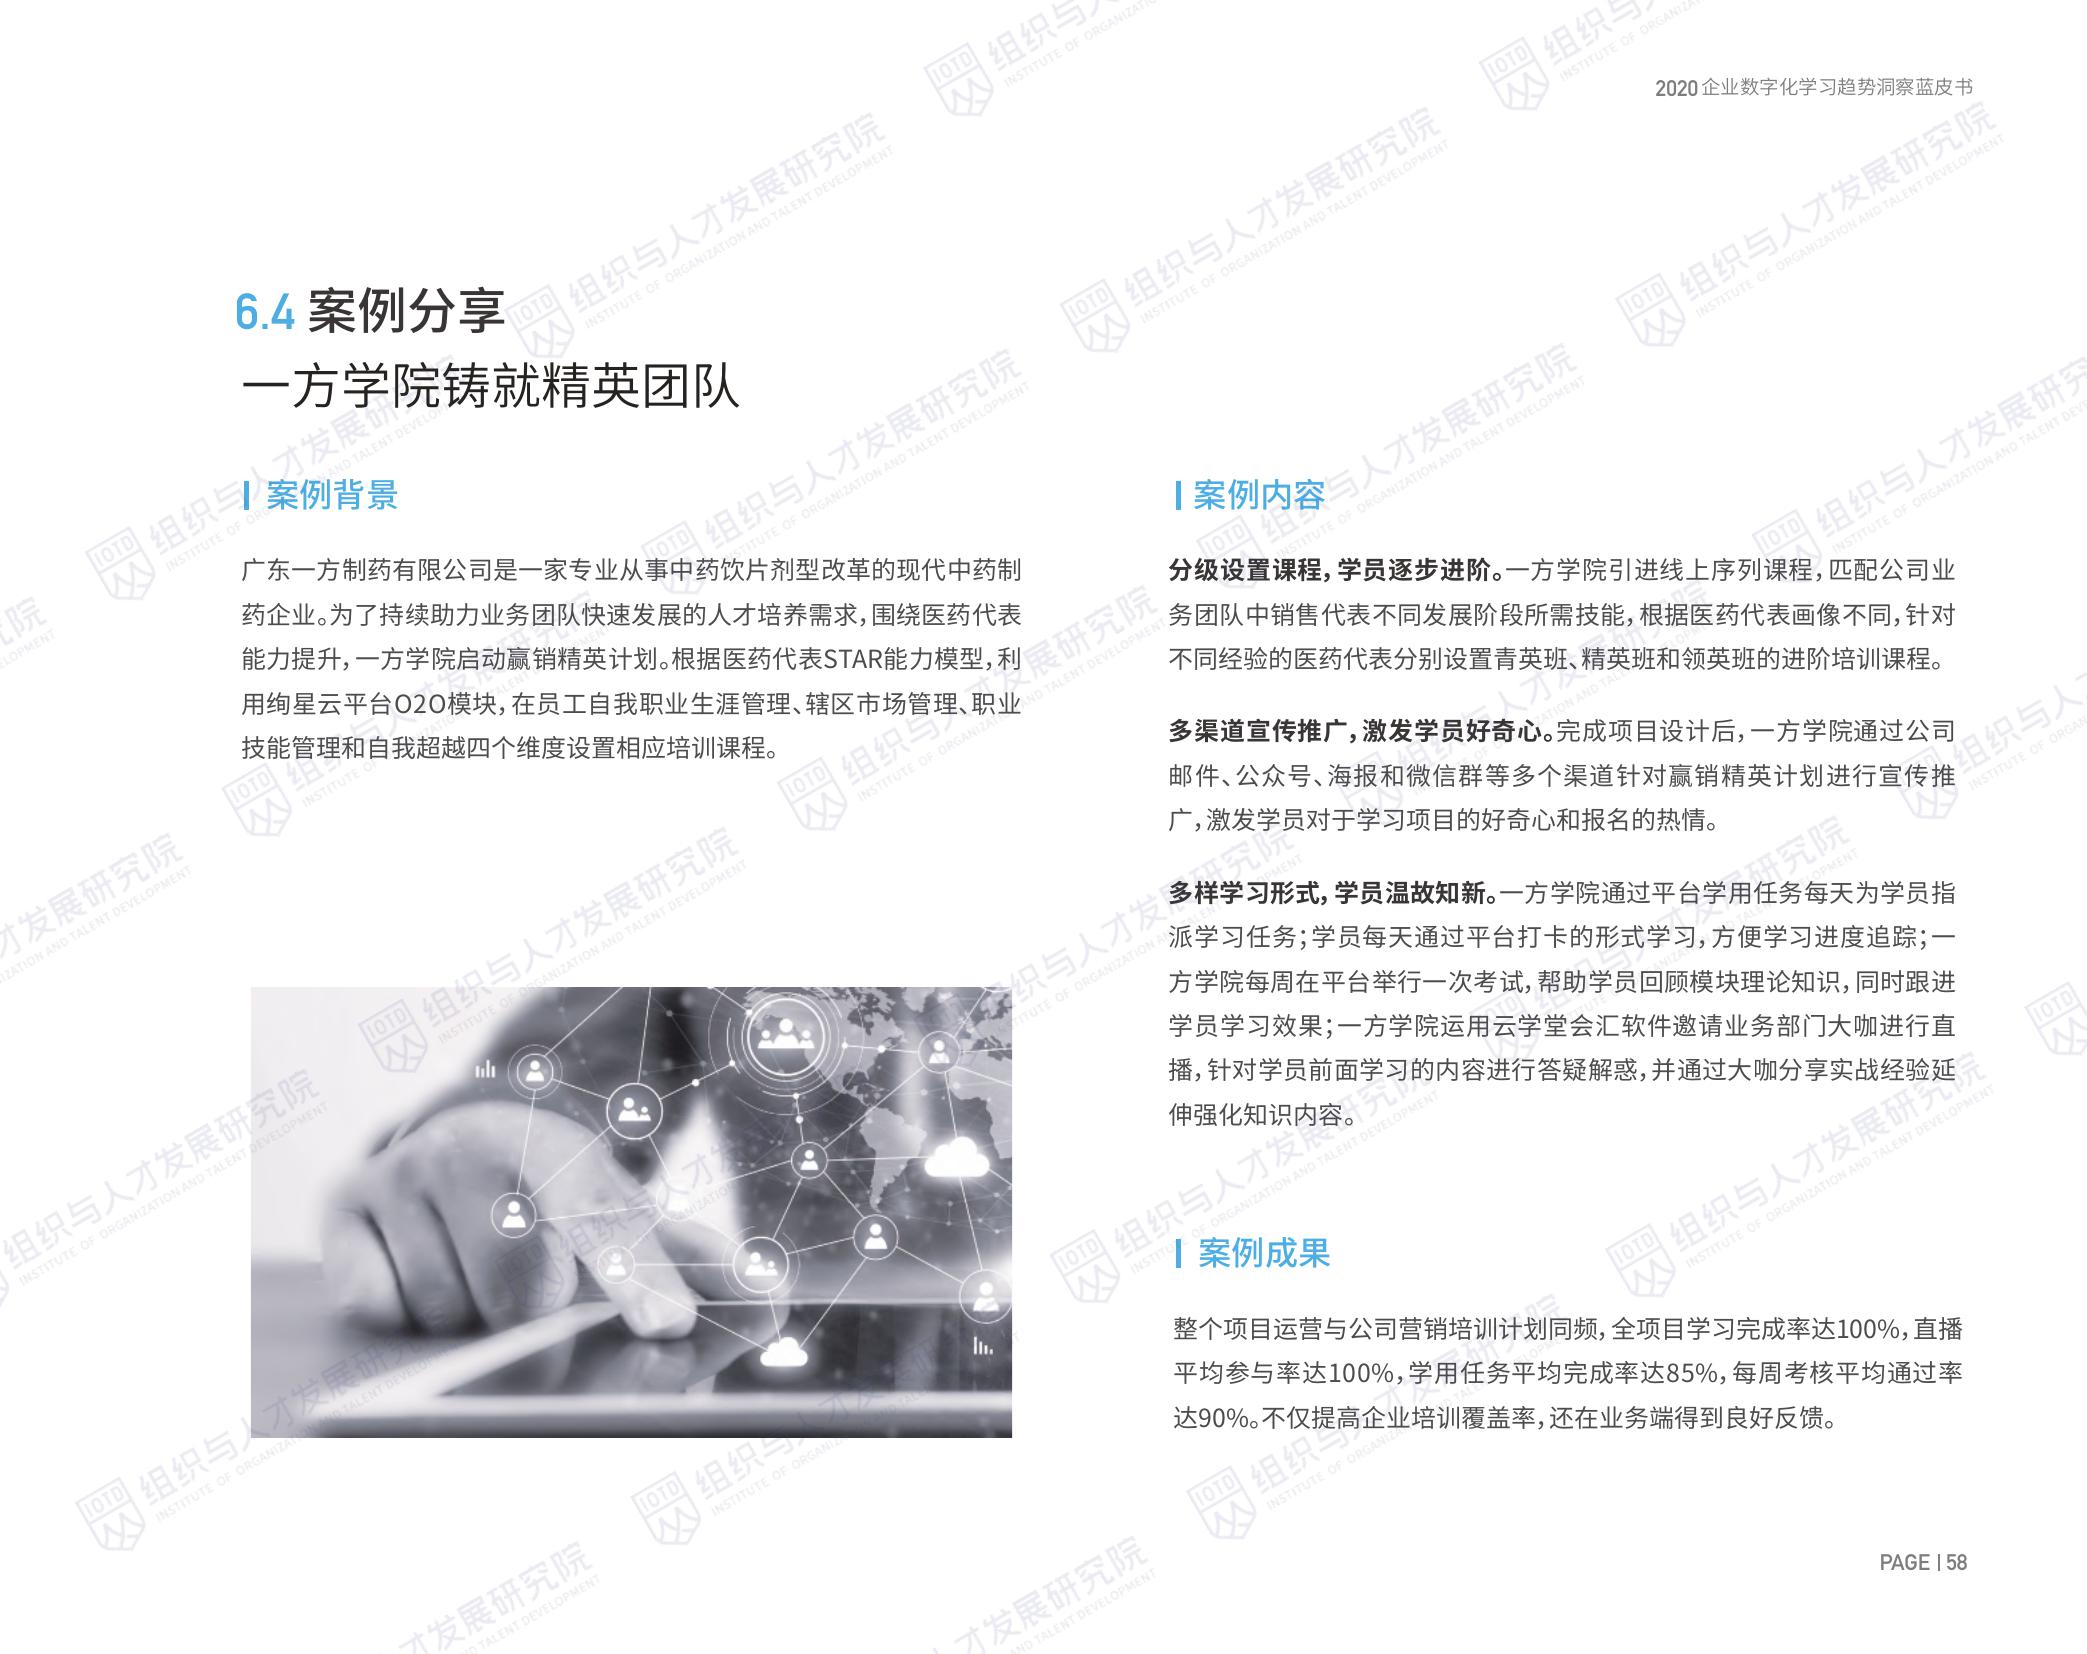 2020 企业数字化学习趋势洞察蓝皮书
6.4 案例分享
一方学院铸就精英团队
案例背景
广东一方制药有限公司是一家专业从事中药饮片剂型改革的现代中药制
药企业。为了持续助力业务团队快速发展的人才培养需求，围绕医药代表
能力提升，一方学院启动赢销精英计划。根据医药代表STAR能力模型，利
用绚星云平台O2O模块，在员工自我职业生涯管理、辖区市场管理、职业
技能管理和自我超越四个维度设置相应培训课程。
案例内容
分级设置课程，学员逐步进阶。一方学院引进线上序列课程，匹配公司业
务团队中销售代表不同发展阶段所需技能，根据医药代表画像不同，针对
不同经验的医药代表分别设置青英班、精英班和领英班的进阶培训课程。
多渠道宣传推广，激发学员好奇心。完成项目设计后，一方学院通过公司
邮件、公众号、海报和微信群等多个渠道针对赢销精英计划进行宣传推
广，激发学员对于学习项目的好奇心和报名的热情。
多样学习形式，学员温故知新。一方学院通过平台学用任务每天为学员指
派学习任务；学员每天通过平台打卡的形式学习，方便学习进度追踪；一
方学院每周在平台举行一次考试，帮助学员回顾模块理论知识，同时跟进
学员学习效果；一方学院运用云学堂会汇软件邀请业务部门大咖进行直
播，针对学员前面学习的内容进行答疑解惑，并通过大咖分享实战经验延
伸强化知识内容。
案例成果
整个项目运营与公司营销培训计划同频，全项目学习完成率达100%，直播
平均参与率达100%，学用任务平均完成率达85%，每周考核平均通过率
达90%。不仅提高企业培训覆盖率，还在业务端得到良好反馈。
PAGE | 58
IOTD 组织与人才发展研究院
INSTITUTE OF ORGANIZATION AND TALENT DEVELOPMENT